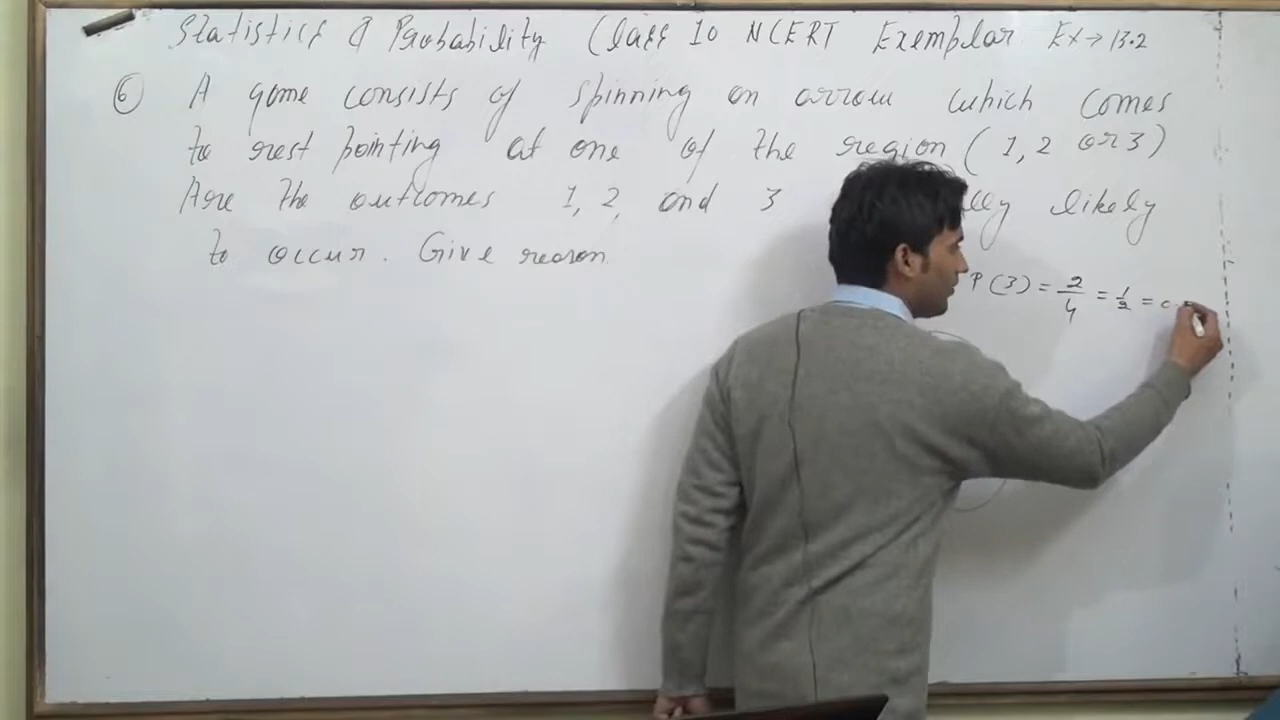 Statistics & Probability Class 10 NCERT Exemplar Ex → 13.2
6 A game consists of spinning an arrow which comes
to rest pointing at one of the region (1, 2 or 3)
Are the outcomes 1, 2, and 3 likely
to occur. Give reason
P(3) = 2/4 = 1/2 =